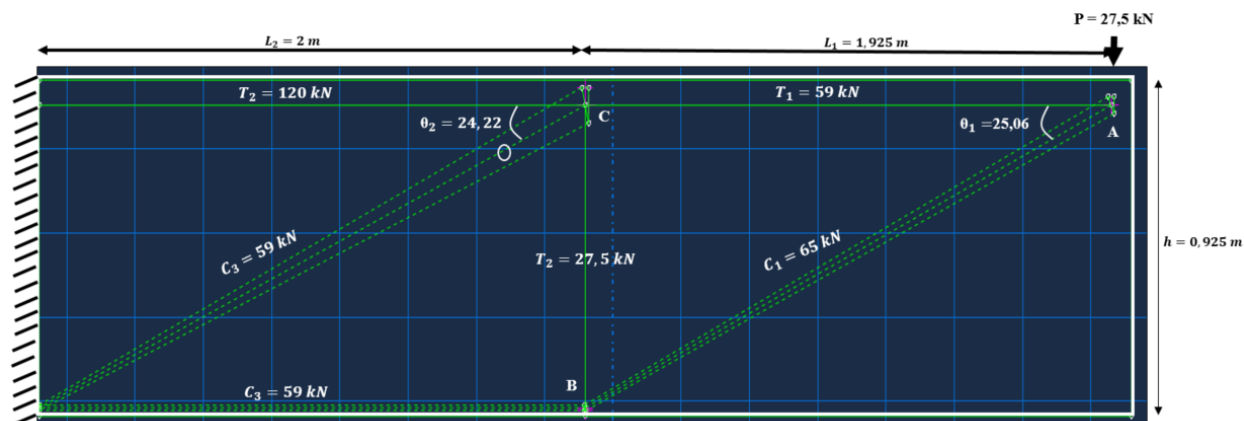 P = 27,5 kN
L₂ = 2 m
L₁ = 1,925 m
T₂ = 120 kN
T₁ = 59 kN
θ₂ = 24,22
C
θ₁ =25,06
A
C₃ = 59 kN
T₂ = 27,5 kN
C₁ = 65 kN
h = 0,925 m
B
C₃ = 59 kN